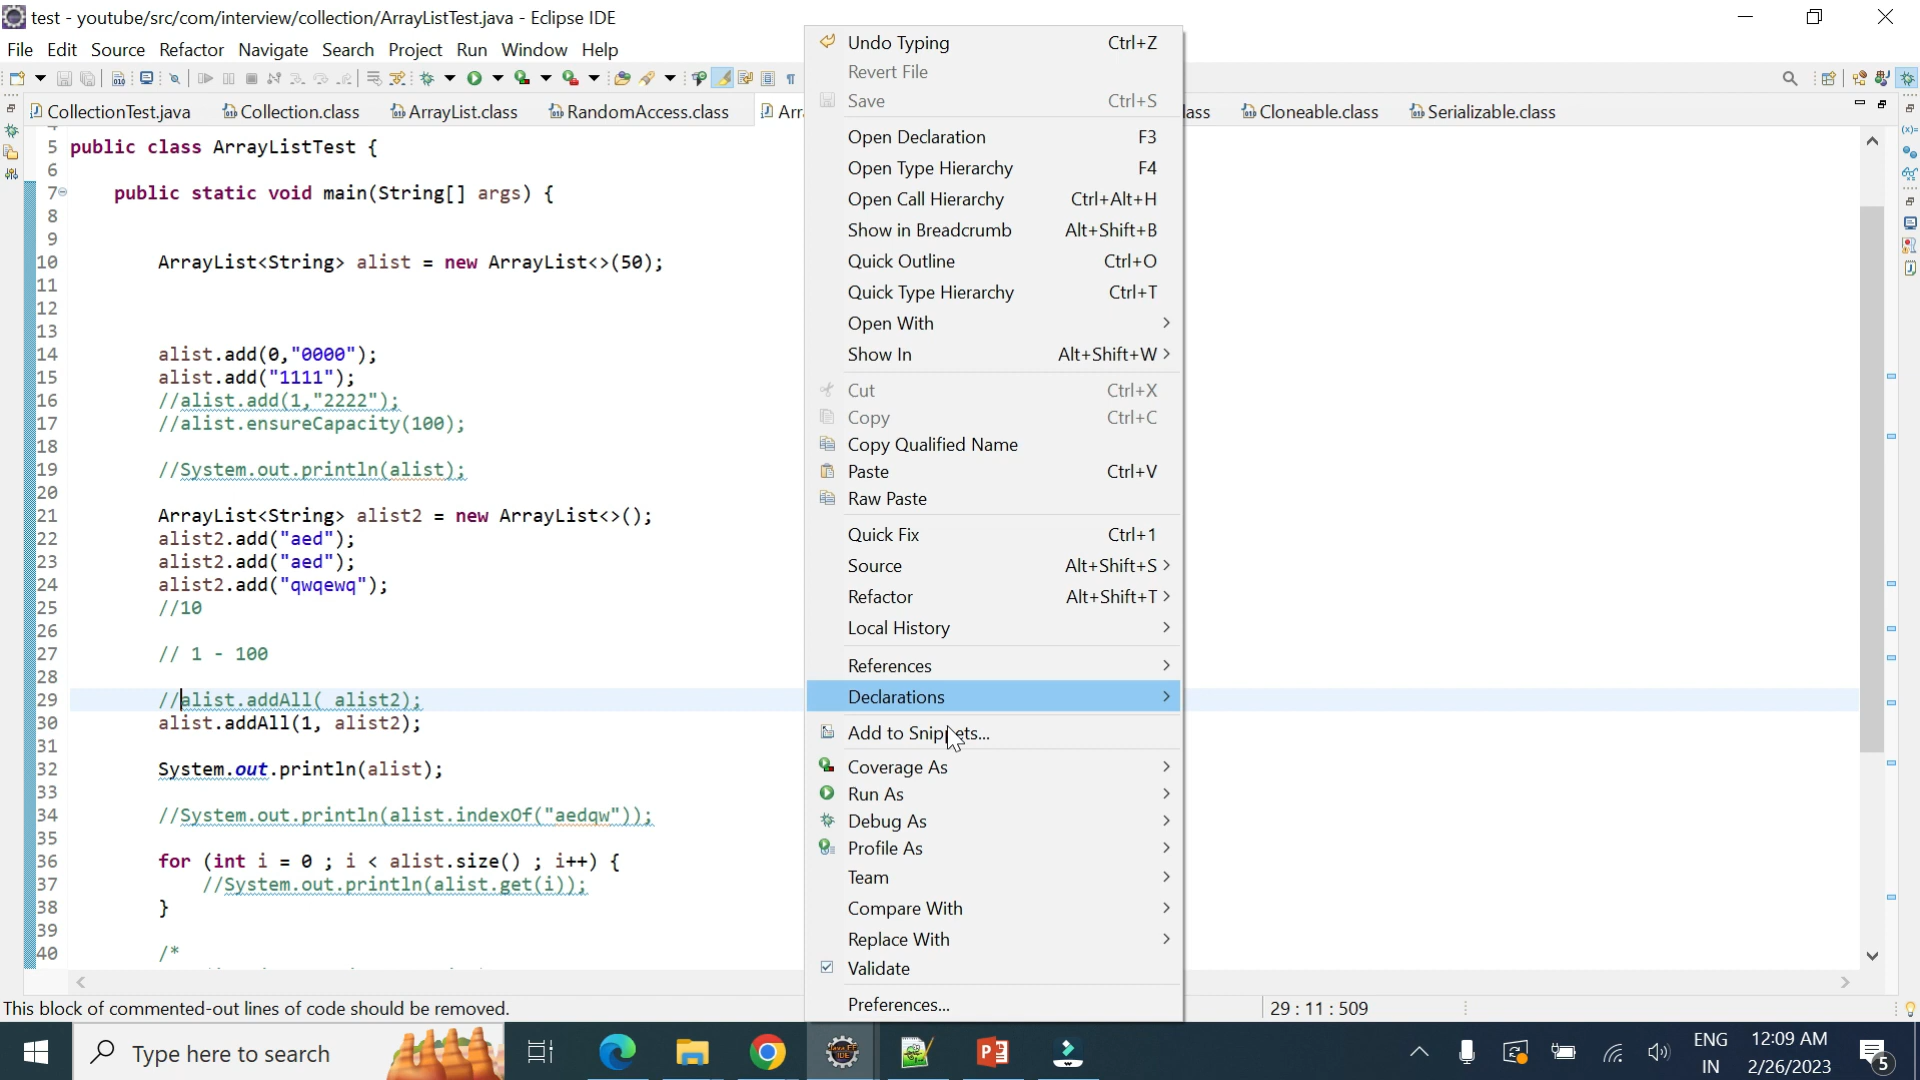 test - youtube/src/com/interview/collection/ArrayListTest.java - Eclipse IDE
File Edit Source Refactor Navigate Search Project Run Window Help
CollectionTest.java Collection.class ArrayList.class RandomAccess.class Arr lass Cloneable.class Serializable.class
5 public class ArrayListTest {
6
7 public static void main(String[] args) {
8
9
10 ArrayList<String> alist = new ArrayList<>(50);
11
12
13
14 alist.add(0,"0000");
15 alist.add("1111");
16 //alist.add(1,"2222");
17 //alist.ensureCapacity(100);
18
19 //System.out.println(alist);
20
21 ArrayList<String> alist2 = new ArrayList<>();
22 alist2.add("aed");
23 alist2.add("aed");
24 alist2.add("qwqewq");
25 //10
26
27 // 1 - 100
28
29 //alist.addAll( alist2);
30 alist.addAll(1, alist2);
31
32 System.out.println(alist);
33
34 //System.out.println(alist.indexOf("aedqw"));
35
36 for (int i = 0 ; i < alist.size() ; i++) {
37 //System.out.println(alist.get(i));
38 }
39
40 /*
Undo Typing Ctrl+Z
Revert File
Save Ctrl+S
Open Declaration F3
Open Type Hierarchy F4
Open Call Hierarchy Ctrl+Alt+H
Show in Breadcrumb Alt+Shift+B
Quick Outline Ctrl+O
Quick Type Hierarchy Ctrl+T
Open With
Show In Alt+Shift+W
Cut Ctrl+X
Copy Ctrl+C
Copy Qualified Name
Paste Ctrl+V
Raw Paste
Quick Fix Ctrl+1
Source Alt+Shift+S
Refactor Alt+Shift+T
Local History
References
Declarations
Add to Snippets...
Coverage As
Run As
Debug As
Profile As
Team
Compare With
Replace With
Validate
Preferences...
This block of commented-out lines of code should be removed. 29 : 11 : 509
Type here to search
ENG
IN
12:09 AM
2/26/2023
5